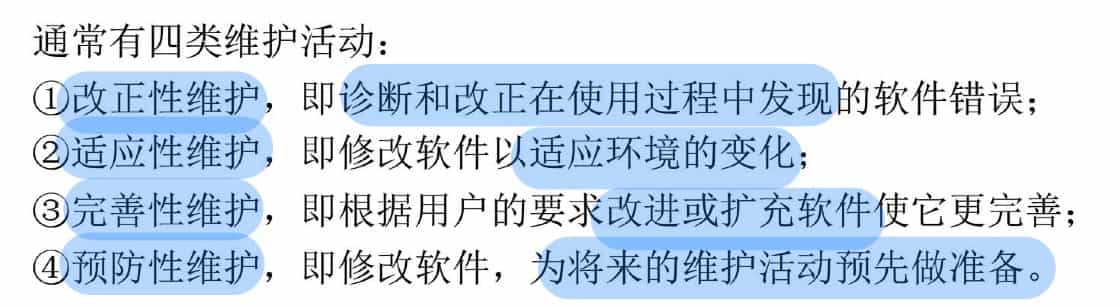 通常有四类维护活动：
①改正性维护，即诊断和改正在使用过程中发现的软件错误；
②适应性维护，即修改软件以适应环境的变化；
③完善性维护，即根据用户的要求改进或扩充软件使它更完善；
④预防性维护，即修改软件，为将来的维护活动预先做准备。